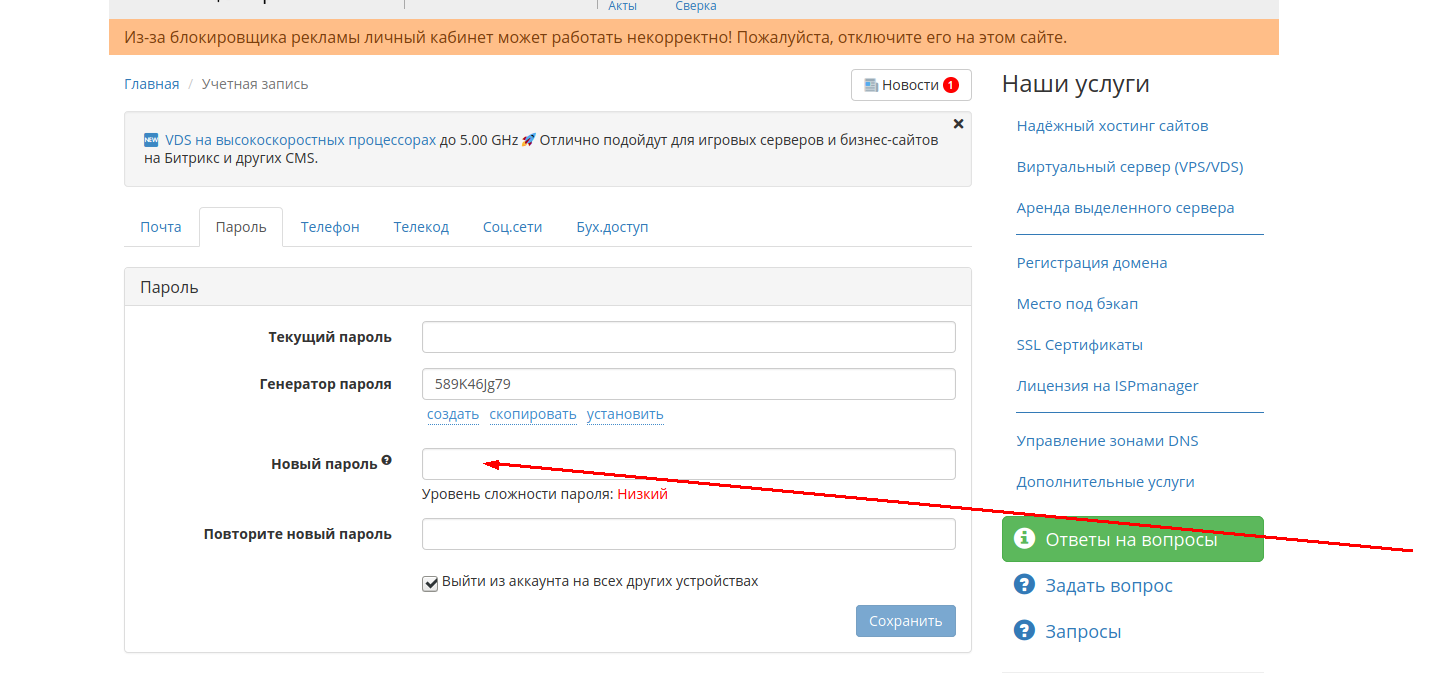 Акты Сверка
Из-за блокировщика рекламы личный кабинет может работать некорректно! Пожалуйста, отключите его на этом сайте.
Главная / Учетная запись
Новости 1
NEW VDS на высокоскоростных процессорах до 5.00 GHz 🚀 Отлично подойдут для игровых серверов и бизнес-сайтов
на Битрикс и других CMS.
Почта Пароль Телефон Телекод Соц.сети Бух.доступ
Пароль
Текущий пароль
Генератор пароля 589K46Jg79
создать скопировать установить
Новый пароль
Уровень сложности пароля: Низкий
Повторите новый пароль
Выйти из аккаунта на всех других устройствах
Сохранить
Наши услуги
Надёжный хостинг сайтов
Виртуальный сервер (VPS/VDS)
Аренда выделенного сервера
Регистрация домена
Место под бэкап
SSL Сертификаты
Лицензия на ISPmanager
Управление зонами DNS
Дополнительные услуги
Ответы на вопросы
Задать вопрос
Запросы